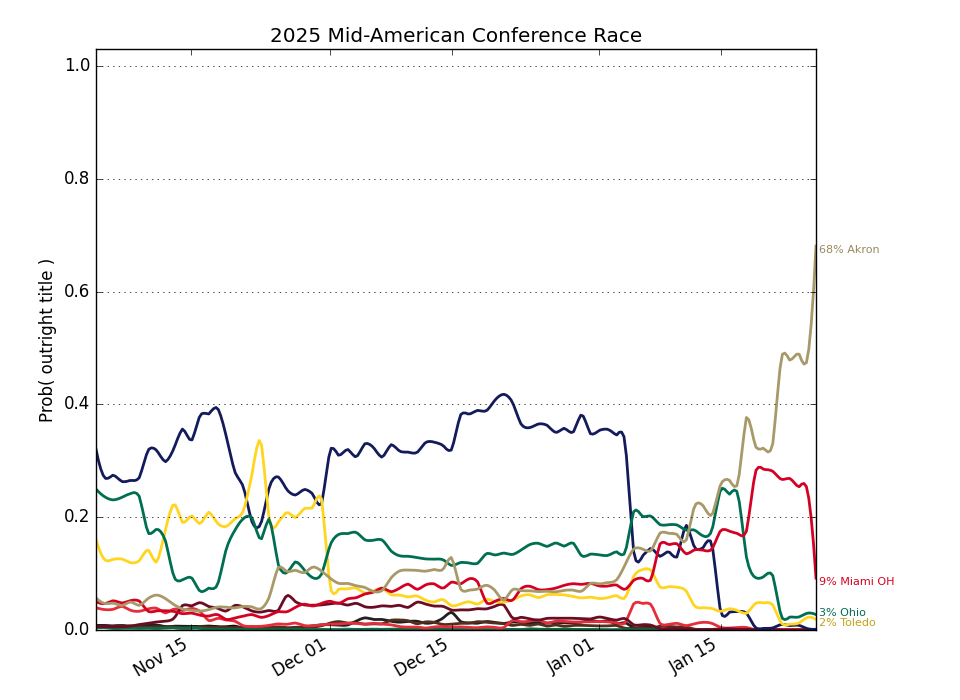 2025 Mid-American Conference Race
Prob( outright title )
1.0
0.8
0.6
0.4
0.2
0.0
68% Akron
9% Miami OH
3% Ohio
2% Toledo
Nov 15
Dec 01
Dec 15
Jan 01
Jan 15